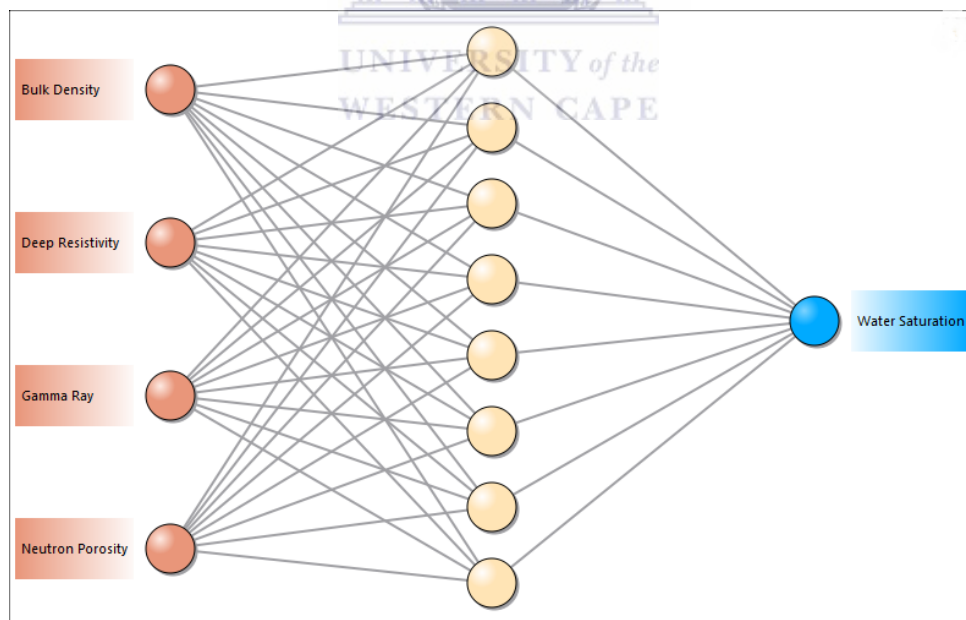 UNIVERSITY of the
WESTERN CAPE
Bulk Density
Deep Resistivity
Gamma Ray
Neutron Porosity
Water Saturation